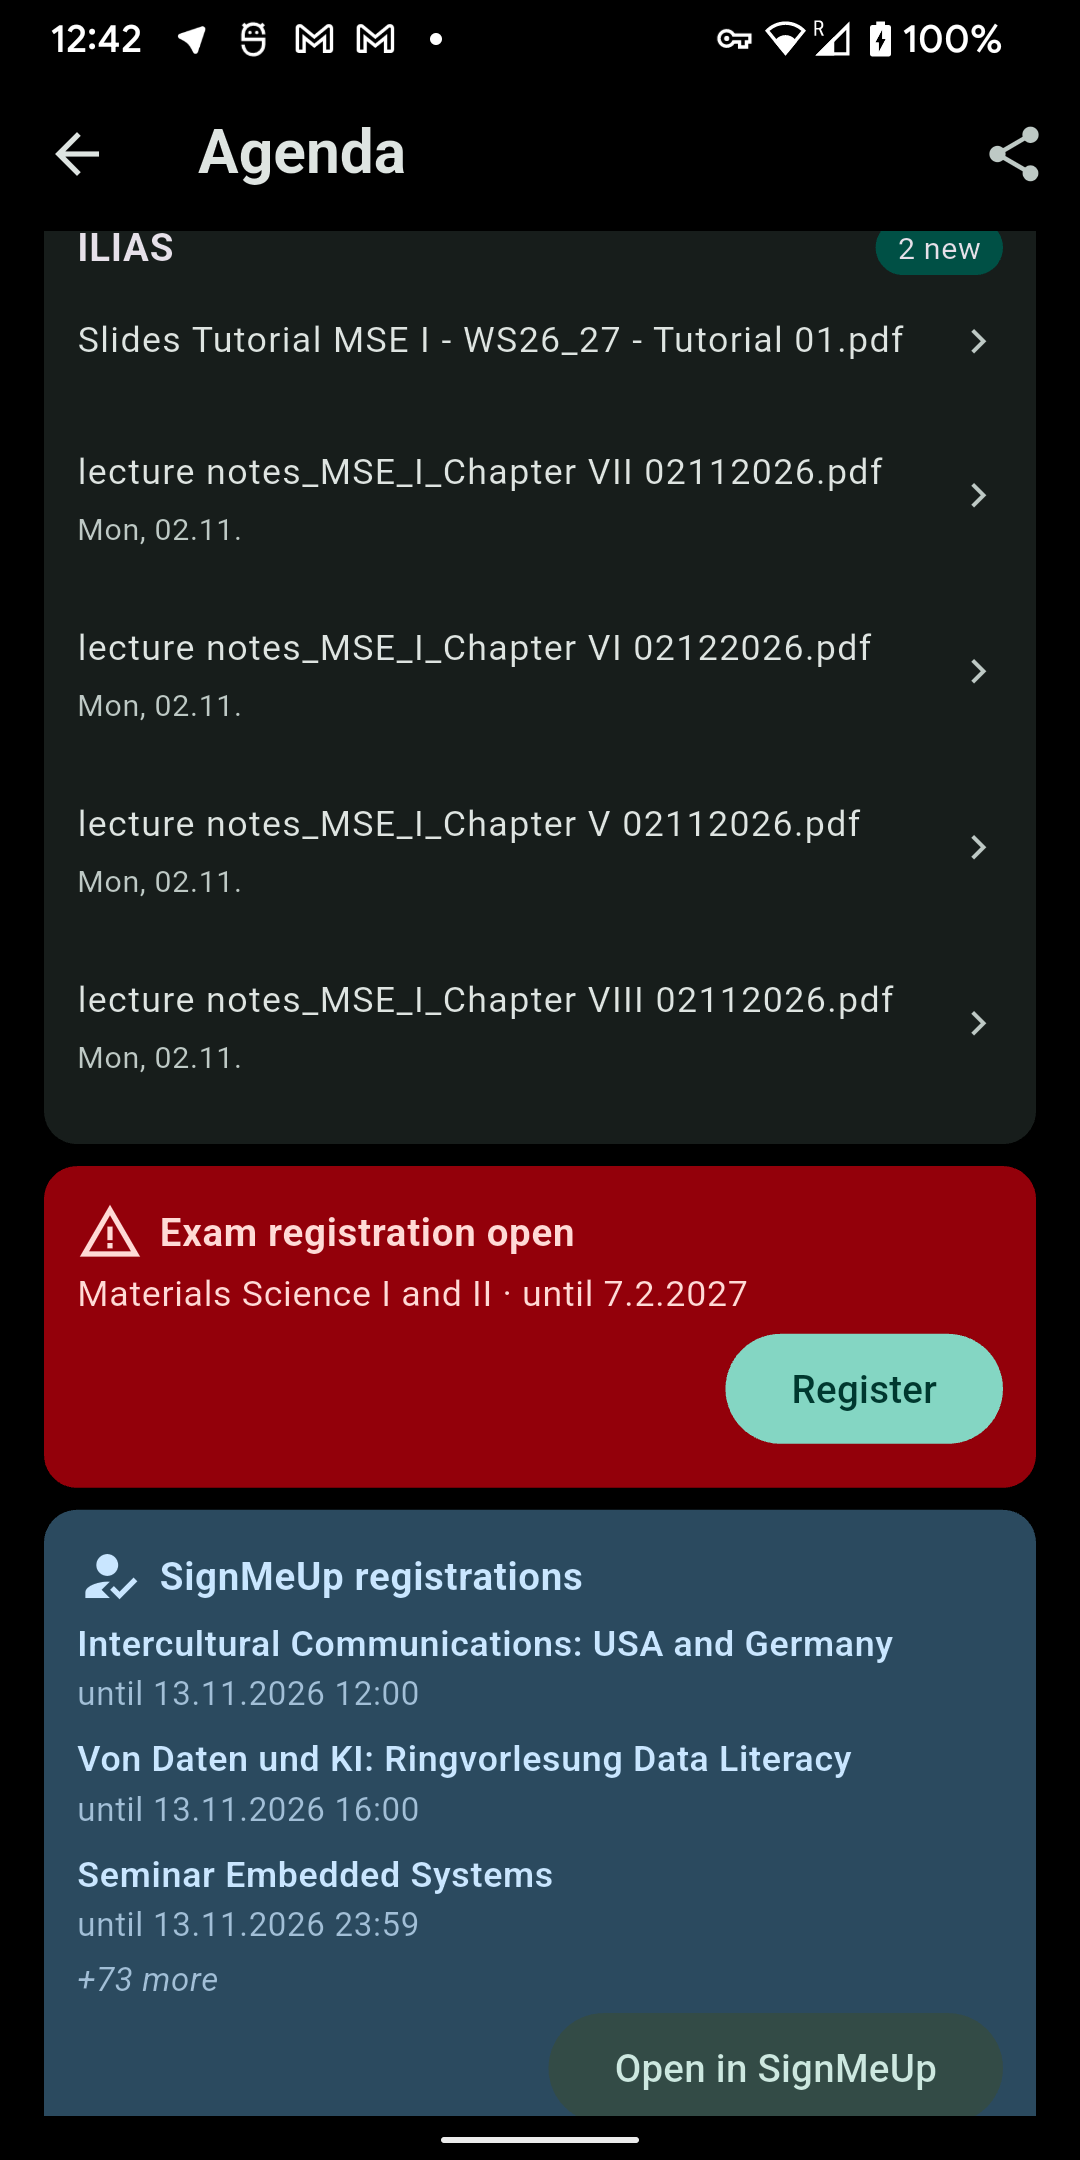 12:42
R
100%
Agenda
ILIAS
2 new
Slides Tutorial MSE I - WS26_27 - Tutorial 01.pdf
lecture notes_MSE_I_Chapter VII 02112026.pdf
Mon, 02.11.
lecture notes_MSE_I_Chapter VI 02122026.pdf
Mon, 02.11.
lecture notes_MSE_I_Chapter V 02112026.pdf
Mon, 02.11.
lecture notes_MSE_I_Chapter VIII 02112026.pdf
Mon, 02.11.
Exam registration open
Materials Science I and II · until 7.2.2027
Register
SignMeUp registrations
Intercultural Communications: USA and Germany
until 13.11.2026 12:00
Von Daten und KI: Ringvorlesung Data Literacy
until 13.11.2026 16:00
Seminar Embedded Systems
until 13.11.2026 23:59
+73 more
Open in SignMeUp